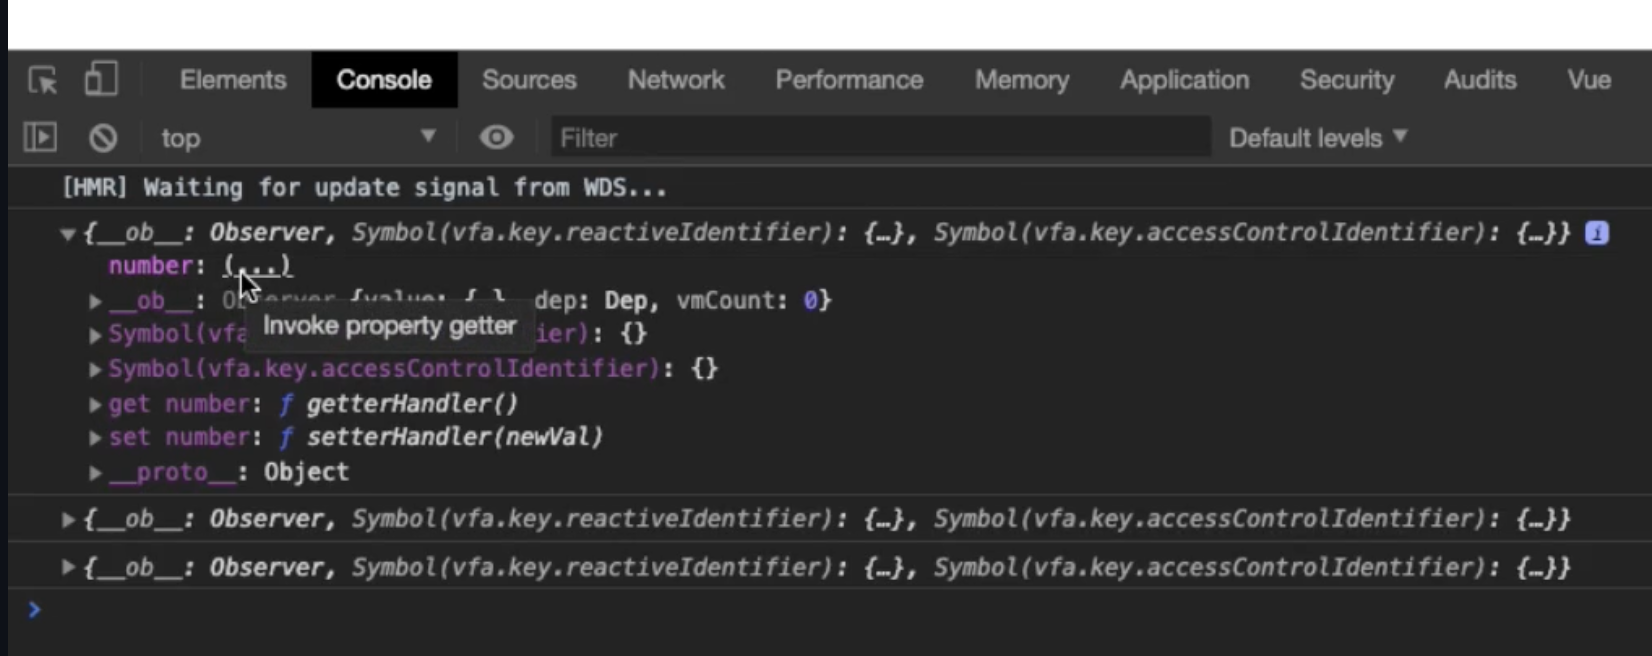 Elements Console Sources Network Performance Memory Application Security Audits Vue
top Filter Default levels ▼
[HMR] Waiting for update signal from WDS...
▼{__ob__: Observer, Symbol(vfa.key.reactiveIdentifier): {…}, Symbol(vfa.key.accessControlIdentifier): {…}} i
number: (...)
▶__ob__: Observer {value: {…}, dep: Dep, vmCount: 0}
Invoke property getter
▶Symbol(vfa ier): {}
▶Symbol(vfa.key.accessControlIdentifier): {}
▶get number: ƒ getterHandler()
▶set number: ƒ setterHandler(newVal)
▶__proto__: Object
▶{__ob__: Observer, Symbol(vfa.key.reactiveIdentifier): {…}, Symbol(vfa.key.accessControlIdentifier): {…}}
▶{__ob__: Observer, Symbol(vfa.key.reactiveIdentifier): {…}, Symbol(vfa.key.accessControlIdentifier): {…}}